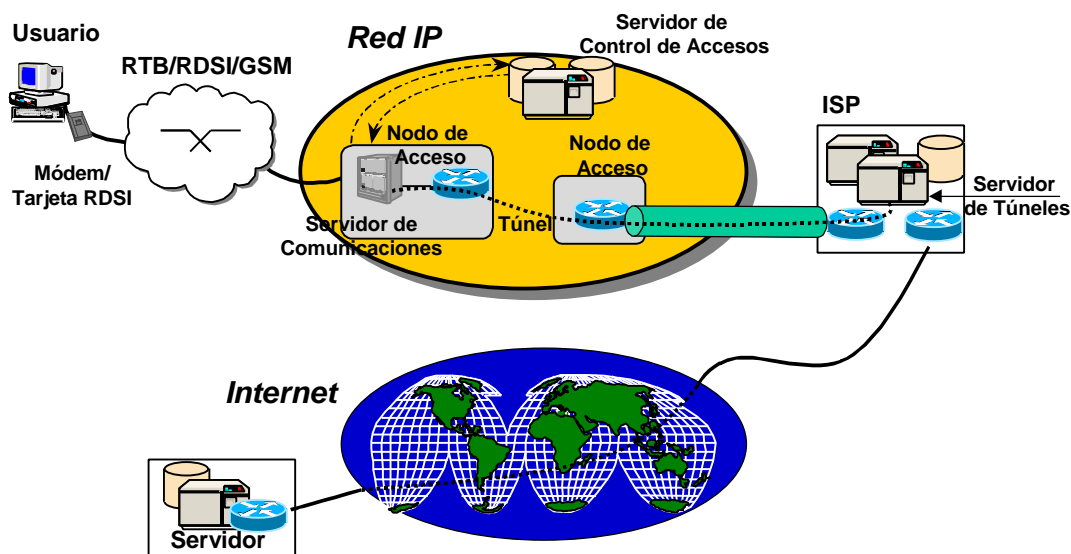 Usuario
RTB/RDSI/GSM
Módem/
Tarjeta RDSI
Red IP
Servidor de
Control de Accesos
Nodo de
Acceso
Servidor de
Comunicaciones
Nodo de
Acceso
Túnel
ISP
Servidor
de Túneles
Internet
Servidor